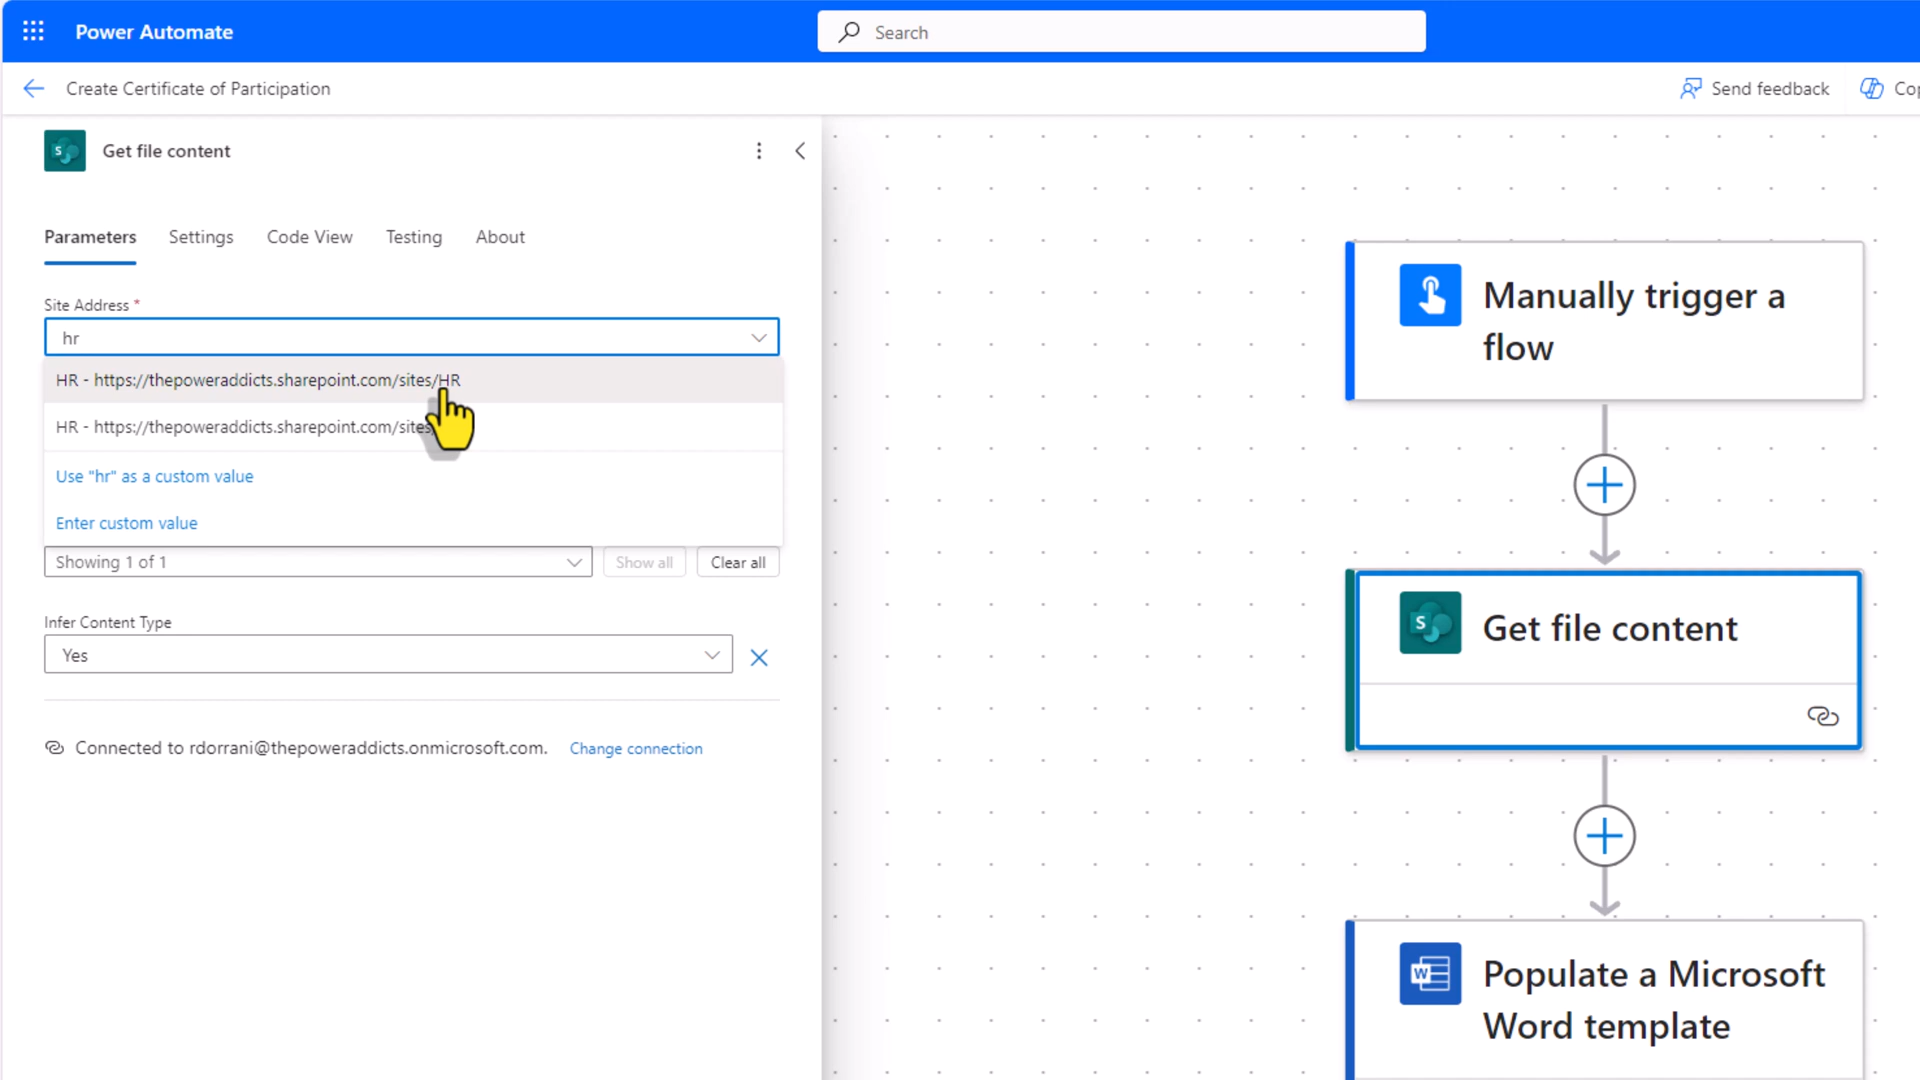 Power Automate
Search
Create Certificate of Participation
Send feedback
Get file content
Parameters
Settings
Code View
Testing
About
Site Address *
hr
HR - https://thepoweraddicts.sharepoint.com/sites/HR
HR - https://thepoweraddicts.sharepoint.com/sites
Use "hr" as a custom value
Enter custom value
Showing 1 of 1
Show all
Clear all
Infer Content Type
Yes
Connected to rdorrani@thepoweraddicts.onmicrosoft.com.
Change connection
Manually trigger a
flow
Get file content
Populate a Microsoft
Word template